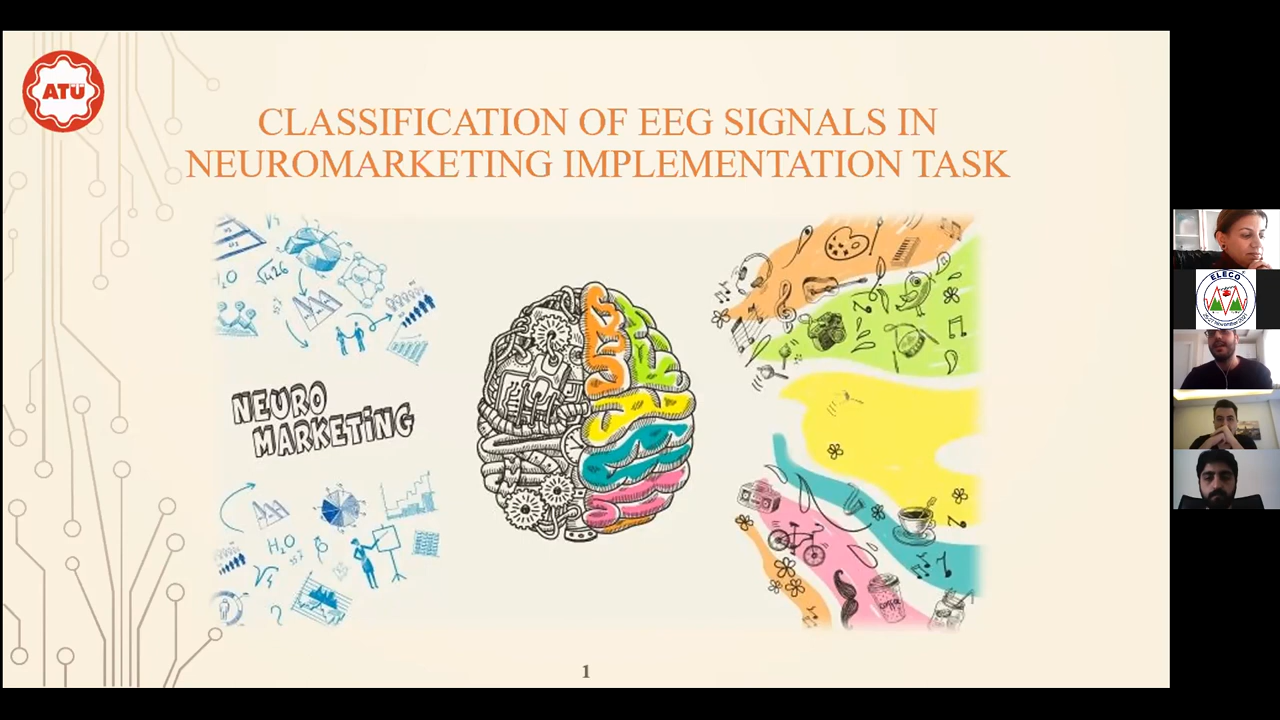 ATÜ
CLASSIFICATION OF EEG SIGNALS IN
NEUROMARKETING IMPLEMENTATION TASK
NEURO
MARKETING
H₂O
ELECO
1